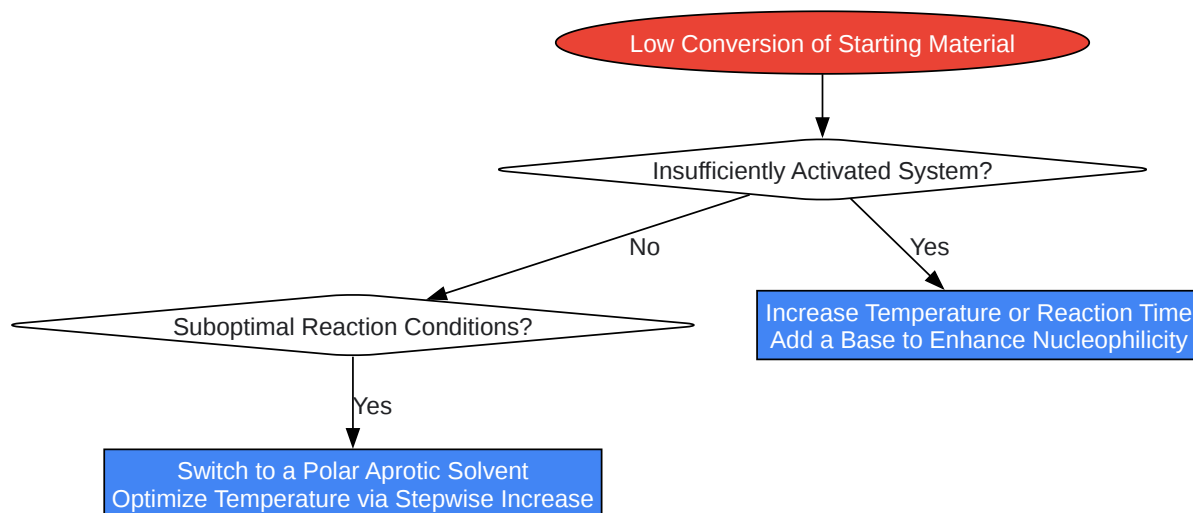 Low Conversion of Starting Material
Insufficiently Activated System?
No
Yes
Suboptimal Reaction Conditions?
Increase Temperature or Reaction Time
Add a Base to Enhance Nucleophilicity
Yes
Switch to a Polar Aprotic Solvent
Optimize Temperature via Stepwise Increase